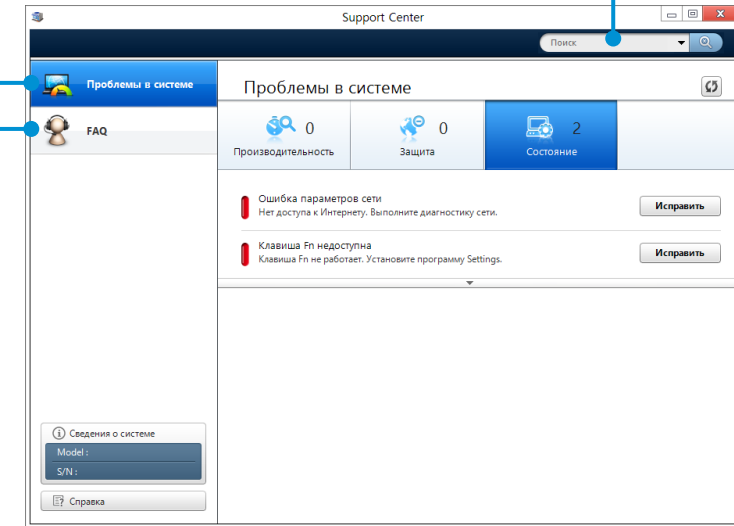 Support Center
Поиск
Проблемы в системе
FAQ
Проблемы в системе
0
Производительность
0
Защита
2
Состояние
Ошибка параметров сети
Нет доступа к Интернету. Выполните диагностику сети.
Исправить
Клавиша Fn недоступна
Клавиша Fn не работает. Установите программу Settings.
Исправить
Сведения о системе
Model :
S/N :
Справка